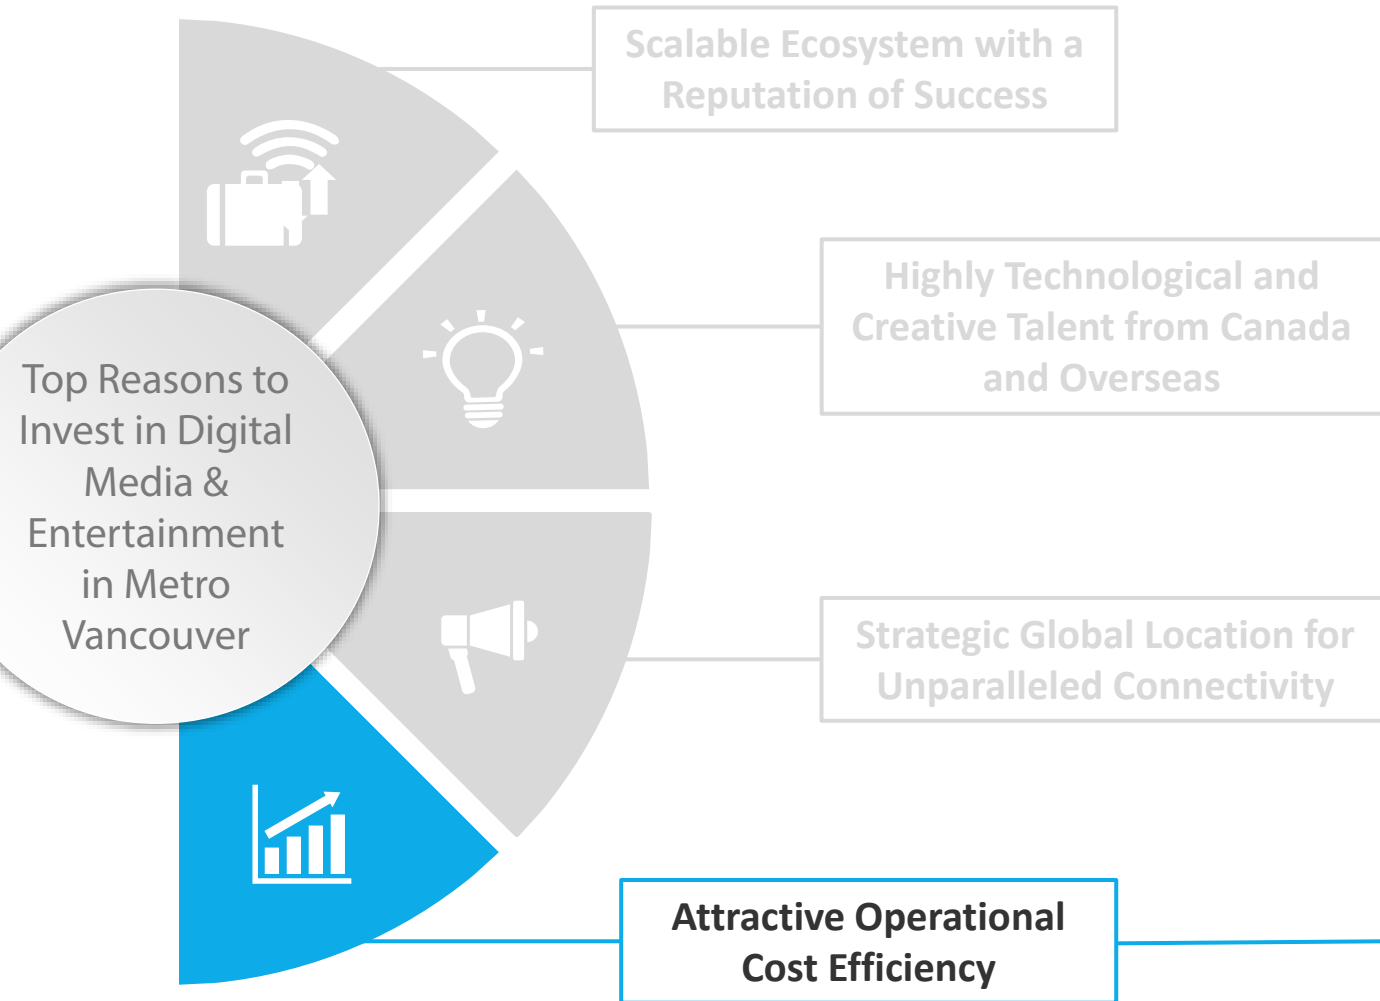 Scalable Ecosystem with a
Reputation of Success
Highly Technological and
Creative Talent from Canada
and Overseas
Top Reasons to
Invest in Digital
Media &
Entertainment
in Metro
Vancouver
Strategic Global Location for
Unparalleled Connectivity
Attractive Operational
Cost Efficiency